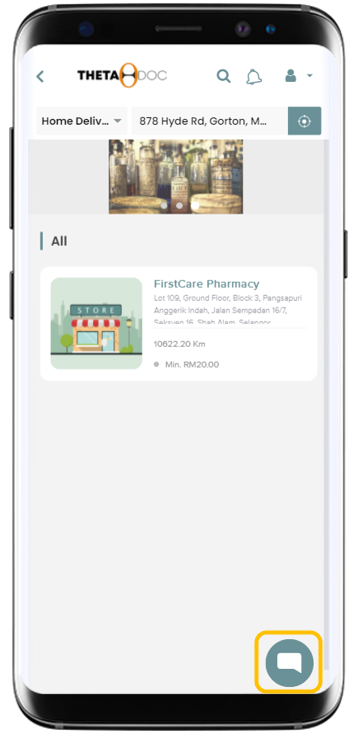 THETA DOC
Home Deliv...
878 Hyde Rd, Gorton, M...
All
STORE
FirstCare Pharmacy
Lot 109, Ground Floor, Block 3, Pangsapuri
Anggerik Indah, Jalan Sempadan 16/7,
Seksyen 16, Shah Alam, Selangor
10622.20 Km
Min. RM20.00